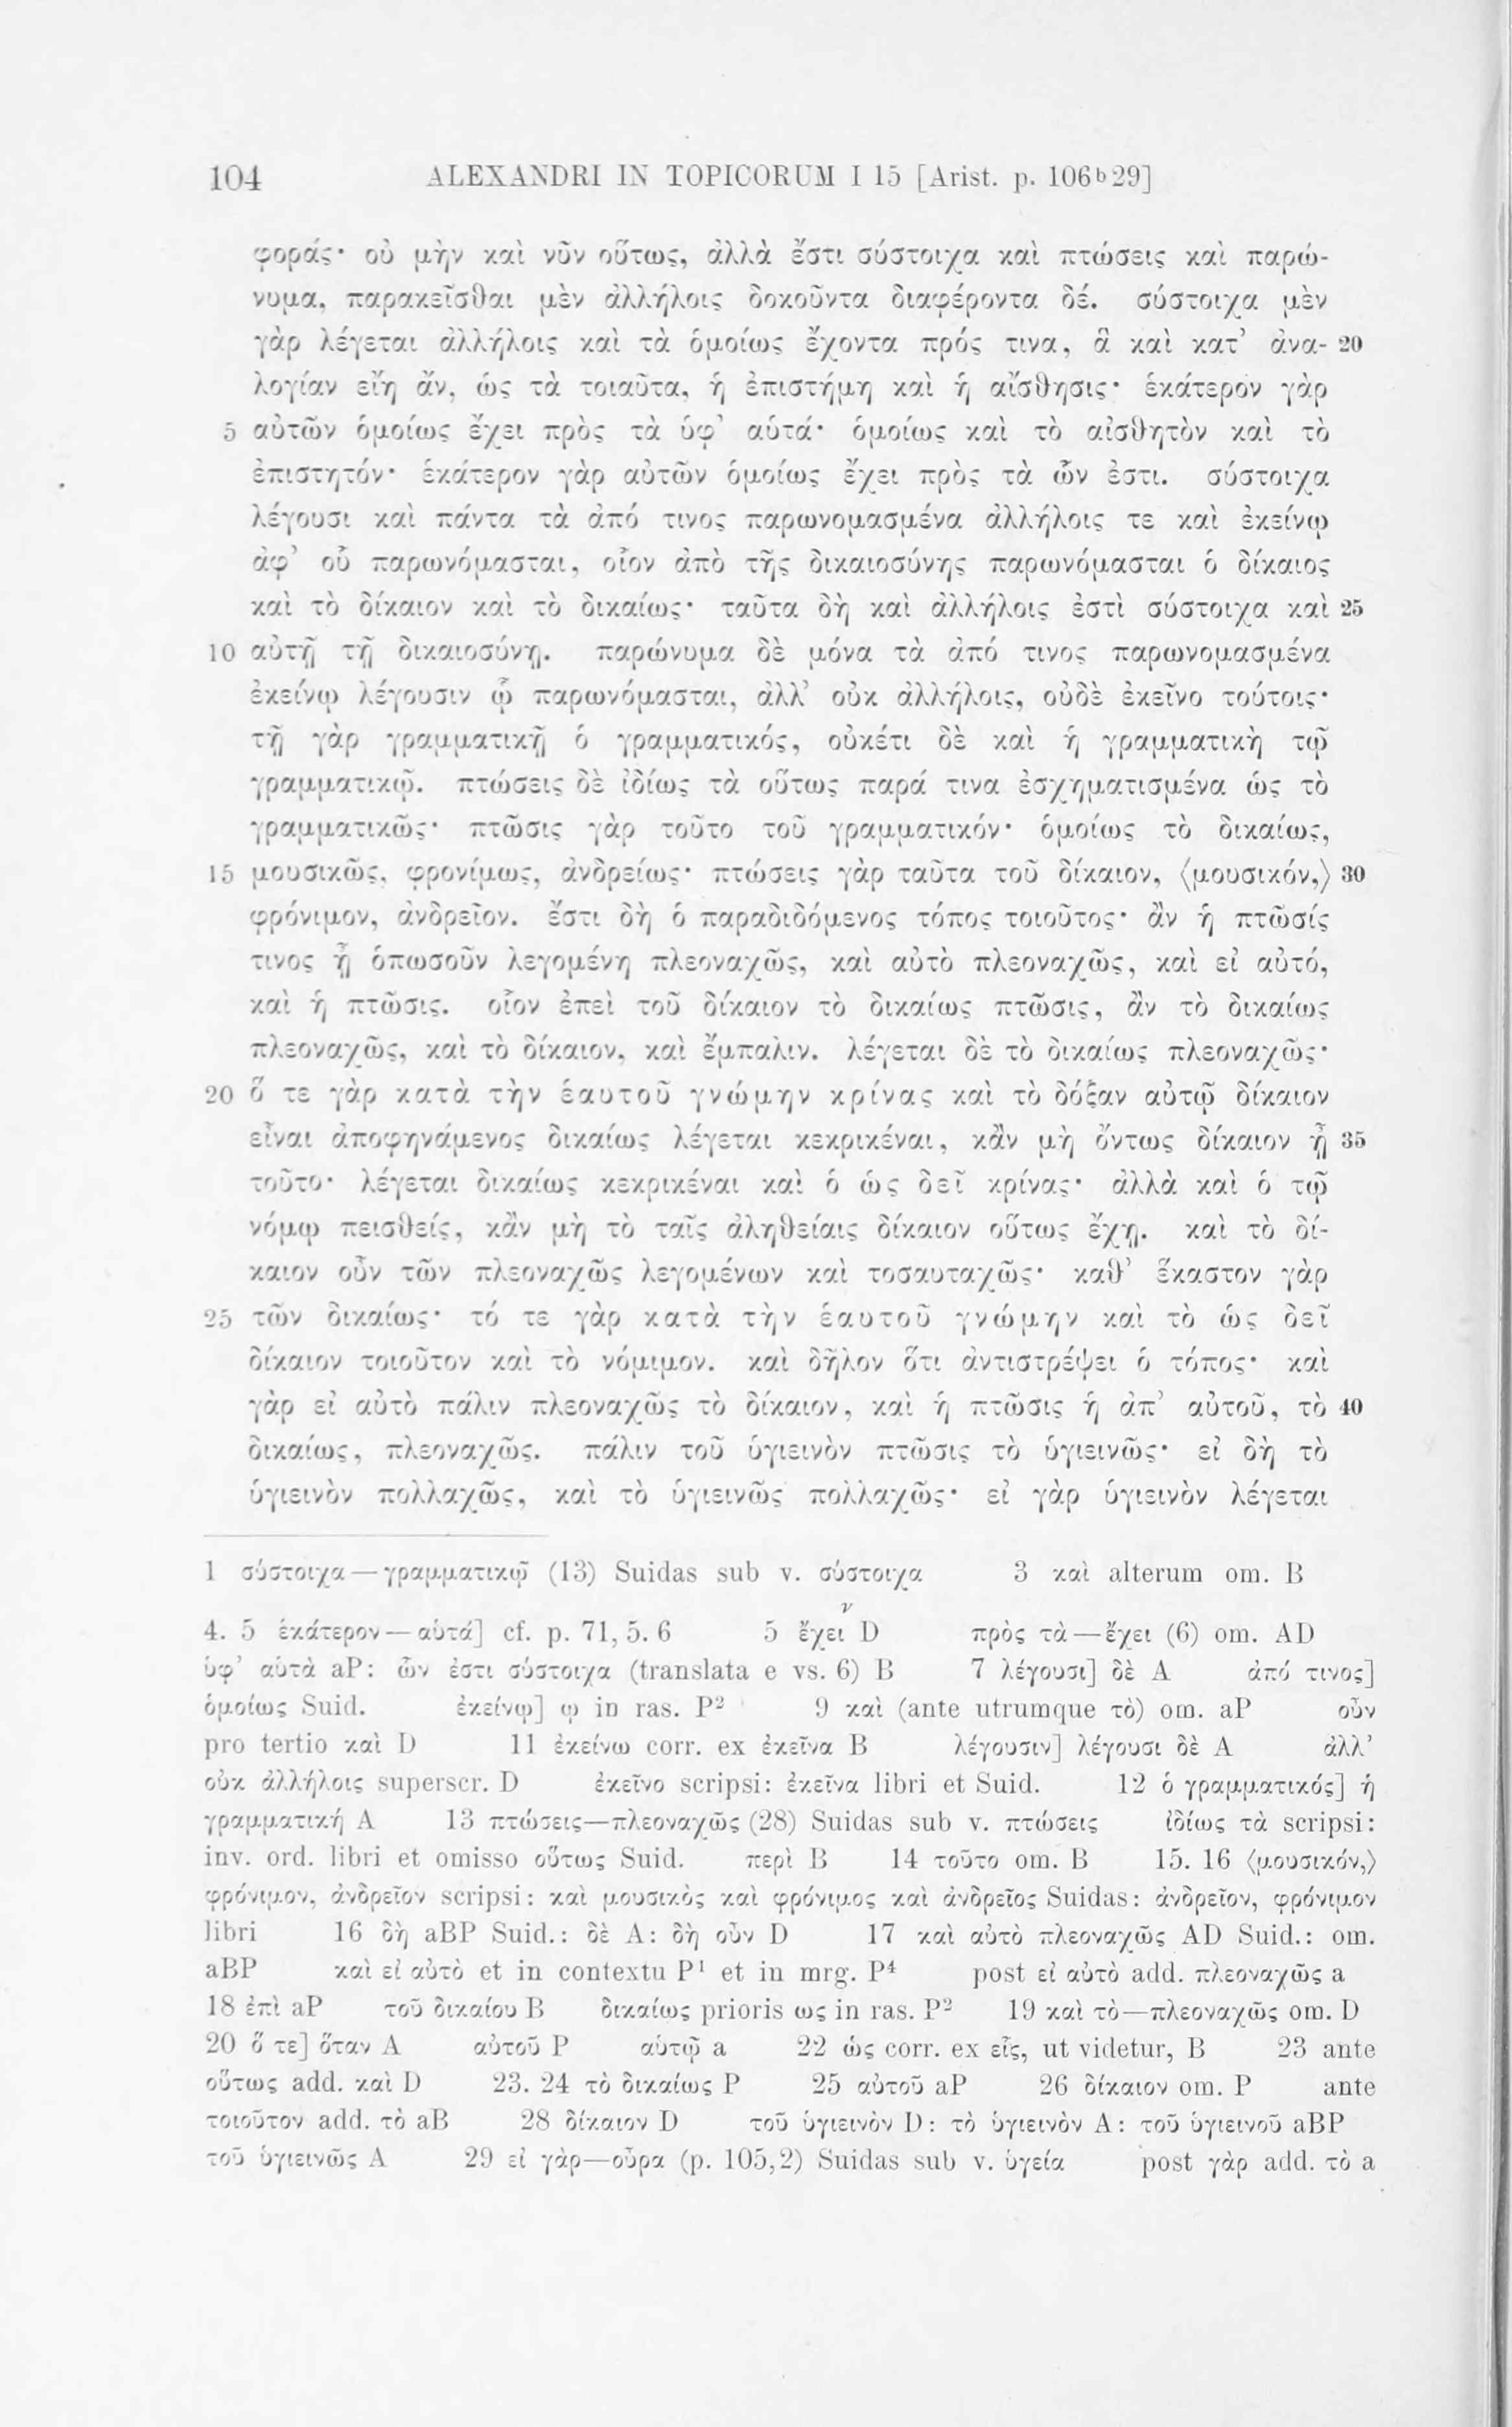 104 ALEXANDRI IN TOPICORUM I 15 [Arist. p. 106ᵇ29]
φοράς· οὐ μὴν καὶ νῦν οὕτως, ἀλλὰ ἔστι σύστοιχα καὶ πτώσεις καὶ παρώ-
νυμα, παρακεῖσθαι μὲν ἀλλήλοις δοκοῦντα διαφέροντα δέ. σύστοιχα μὲν
γὰρ λέγεται ἀλλήλοις καὶ τὰ ὁμοίως ἔχοντα πρός τινα, ἃ καὶ κατ’ ἀνα- 20
λογίαν εἴη ἄν, ὡς τὰ τοιαῦτα, ἡ ἐπιστήμη καὶ ἡ αἴσθησις· ἑκάτερον γὰρ
5 αὐτῶν ὁμοίως ἔχει πρὸς τὰ ὑφ’ αὑτά· ὁμοίως καὶ τὸ αἰσθητὸν καὶ τὸ
ἐπιστητόν· ἑκάτερον γὰρ αὐτῶν ὁμοίως ἔχει πρὸς τὰ ὧν ἐστι. σύστοιχα
λέγουσι καὶ πάντα τὰ ἀπό τινος παρωνομασμένα ἀλλήλοις τε καὶ ἐκείνῳ
ἀφ’ οὗ παρωνόμασται, οἷον ἀπὸ τῆς δικαιοσύνης παρωνόμασται ὁ δίκαιος
καὶ τὸ δίκαιον καὶ τὸ δικαίως· ταῦτα δὴ καὶ ἀλλήλοις ἐστὶ σύστοιχα καὶ 25
10 αὐτῇ τῇ δικαιοσύνῃ. παρώνυμα δὲ μόνα τὰ ἀπό τινος παρωνομασμένα
ἐκείνῳ λέγουσιν ᾧ παρωνόμασται, ἀλλ’ οὐκ ἀλλήλοις, οὐδὲ ἐκεῖνο τούτοις·
τῇ γὰρ γραμματικῇ ὁ γραμματικός, οὐκέτι δὲ καὶ ἡ γραμματικὴ τῷ
γραμματικῷ. πτώσεις δὲ ἰδίως τὰ οὕτως παρά τινα ἐσχηματισμένα ὡς τὸ
γραμματικῶς· πτῶσις γὰρ τοῦτο τοῦ γραμματικόν· ὁμοίως τὸ δικαίως,
15 μουσικῶς, φρονίμως, ἀνδρείως· πτώσεις γὰρ ταῦτα τοῦ δίκαιον, ⟨μουσικόν,⟩ 30
φρόνιμον, ἀνδρεῖον. ἔστι δὴ ὁ παραδιδόμενος τόπος τοιοῦτος· ἂν ἡ πτῶσίς
τινος ᾖ ὁπωσοῦν λεγομένη πλεοναχῶς, καὶ αὐτὸ πλεοναχῶς, καὶ εἰ αὐτό,
καὶ ἡ πτῶσις. οἷον ἐπεὶ τοῦ δίκαιον τὸ δικαίως πτῶσις, ἂν τὸ δικαίως
πλεοναχῶς, καὶ τὸ δίκαιον, καὶ ἔμπαλιν. λέγεται δὲ τὸ δικαίως πλεοναχῶς·
20 ὅ τε γὰρ κατὰ τὴν ἑαυτοῦ γνώμην κρίνας καὶ τὸ δόξαν αὐτῷ δίκαιον
εἶναι ἀποφηνάμενος δικαίως λέγεται κεκρικέναι, κἂν μὴ ὄντως δίκαιον ᾖ 35
τοῦτο· λέγεται δικαίως κεκρικέναι καὶ ὁ ὡς δεῖ κρίνας· ἀλλὰ καὶ ὁ τῷ
νόμῳ πεισθείς, κἂν μὴ τὸ ταῖς ἀληθείαις δίκαιον οὕτως ἔχῃ. καὶ τὸ δί-
καιον οὖν τῶν πλεοναχῶς λεγομένων καὶ τοσαυταχῶς· καθ’ ἕκαστον γὰρ
25 τῶν δικαίως· τό τε γὰρ κατὰ τὴν ἑαυτοῦ γνώμην καὶ τὸ ὡς δεῖ
δίκαιον τοιοῦτον καὶ τὸ νόμιμον. καὶ δῆλον ὅτι ἀντιστρέψει ὁ τόπος· καὶ
γὰρ εἰ αὐτὸ πάλιν πλεοναχῶς τὸ δίκαιον, καὶ ἡ πτῶσις ἡ ἀπ’ αὐτοῦ, τὸ 40
δικαίως, πλεοναχῶς. πάλιν τοῦ ὑγιεινὸν πτῶσις τὸ ὑγιεινῶς· εἰ δὴ τὸ
ὑγιεινὸν πολλαχῶς, καὶ τὸ ὑγιεινῶς πολλαχῶς· εἰ γὰρ ὑγιεινὸν λέγεται
1 σύστοιχα—γραμματικῷ (13) Suidas sub v. σύστοιχα 3 καὶ alterum om. B
4. 5 ἑκάτερον—αὑτά] cf. p. 71, 5. 6 5 ἔχει ν D πρὸς τὰ—ἔχει (6) om. AD
ὑφ’ αὑτὰ aP: ὧν ἐστι σύστοιχα (translata e vs. 6) B 7 λέγουσι] δὲ A ἀπό τινος]
ὁμοίως Suid. ἐκείνῳ] ῳ in ras. P² 9 καὶ (ante utrumque τὸ) om. aP οὖν
pro tertio καὶ D 11 ἐκείνω corr. ex ἐκεῖνα B λέγουσιν] λέγουσι δὲ A ἀλλ’
οὐκ ἀλλήλοις superscr. D ἐκεῖνο scripsi: ἐκεῖνα libri et Suid. 12 ὁ γραμματικός] ἡ
γραμματική A 13 πτώσεις—πλεοναχῶς (28) Suidas sub v. πτώσεις ἰδίως τὰ scripsi:
inv. ord. libri et omisso οὕτως Suid. περὶ B 14 τοῦτο om. B 15. 16 ⟨μουσικόν,⟩
φρόνιμον, ἀνδρεῖον scripsi: καὶ μουσικὸς καὶ φρόνιμος καὶ ἀνδρεῖος Suidas: ἀνδρεῖον, φρόνιμον
libri 16 δὴ aBP Suid.: δὲ A: δὴ οὖν D 17 καὶ αὐτὸ πλεοναχῶς AD Suid.: om.
aBP καὶ εἰ αὐτὸ et in contextu P¹ et in mrg. P⁴ post εἰ αὐτὸ add. πλεοναχῶς a
18 ἐπὶ aP τοῦ δικαίου B δικαίως prioris ως in ras. P² 19 καὶ τὸ—πλεοναχῶς om. D
20 ὅ τε] ὅταν A αὐτοῦ P αὑτῷ a 22 ὡς corr. ex εἷς, ut videtur, B 23 ante
οὕτως add. καὶ D 23. 24 τὸ δικαίως P 25 αὐτοῦ aP 26 δίκαιον om. P ante
τοιοῦτον add. τὸ aB 28 δίκαιον D τοῦ ὑγιεινὸν D: τὸ ὑγιεινὸν A: τοῦ ὑγιεινοῦ aBP
τοῦ ὑγιεινῶς A 29 εἰ γὰρ—οὖρα (p. 105,2) Suidas sub v. ὑγεία post γὰρ add. τὸ a